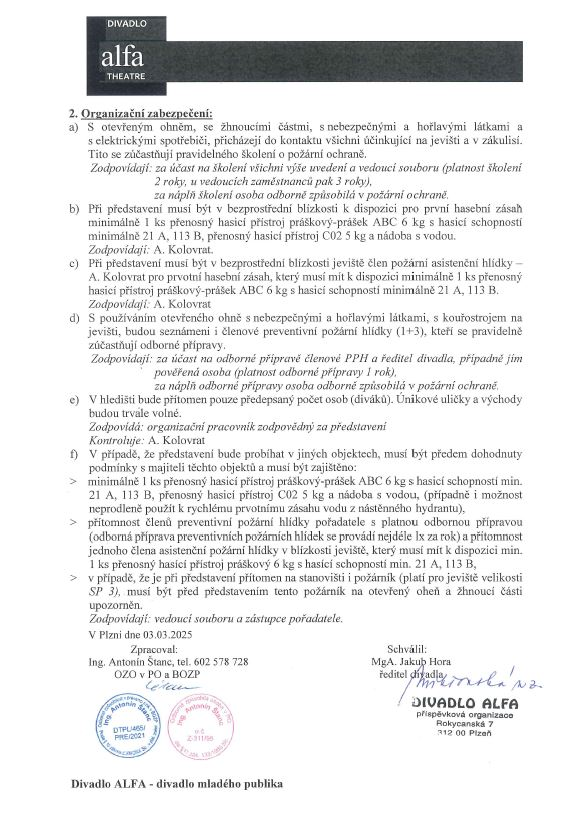 DIVADLO
alfa
THEATRE
2. Organizační zabezpečení:
a) S otevřeným ohněm, se žhnoucími částmi, s nebezpečnými a hořlavými látkami a
s elektrickými spotřebiči, přicházejí do kontaktu všichni účinkující na jevišti a v zákulisí.
Tito se zúčastňují pravidelného školení o požární ochraně.
Zodpovídají: za účast na školení všichni výše uvedení a vedoucí souboru (platnost školení
2 roky, u vedoucích zaměstnanců pak 3 roky),
za náplň školení osoba odborně způsobilá v požární ochraně.
b) Při představení musí být v bezprostřední blízkosti k dispozici pro první hasební zásah
minimálně 1 ks přenosný hasicí přístroj práškový-prášek ABC 6 kg s hasicí schopností
minimálně 21 A, 113 B, přenosný hasicí přístroj C02 5 kg a nádoba s vodou.
Zodpovídají: A. Kolovrat.
c) Při představení musí být v bezprostřední blízkosti jeviště člen požární asistenční hlídky –
A. Kolovrat pro prvotní hasební zásah, který musí mít k dispozici minimálně 1 ks přenosný
hasicí přístroj práškový-prášek ABC 6 kg s hasicí schopností minimálně 21 A, 113 B.
Zodpovídají: A. Kolovrat
d) S používáním otevřeného ohně s nebezpečnými a hořlavými látkami, s kouřostrojem na
jevišti, budou seznámeni i členové preventivní požární hlídky (1+3), kteří se pravidelně
zúčastňují odborné přípravy.
Zodpovídají: za účast na odborné přípravě členové PPH a ředitel divadla, případně jím
pověřená osoba (platnost odborné přípravy 1 rok),
za náplň odborné přípravy osoba odborně způsobilá v požární ochraně.
e) V hledišti bude přítomen pouze předepsaný počet osob (diváků). Únikové uličky a východy
budou trvale volné.
Zodpovídá: organizační pracovník zodpovědný za představení
Kontroluje: A. Kolovrat
f) V případě, že představení bude probíhat v jiných objektech, musí být předem dohodnuty
podmínky s majiteli těchto objektů a musí být zajištěno:
> minimálně 1 ks přenosný hasicí přístroj práškový-prášek ABC 6 kg s hasicí schopností min.
21 A, 113 B, přenosný hasicí přístroj C02 5 kg a nádoba s vodou, (případně i možnost
neprodleně použít k rychlému prvotnímu zásahu vodu z nástěnného hydrantu),
> přítomnost členů preventivní požární hlídky pořadatele s platnou odbornou přípravou
(odborná příprava preventivních požárních hlídek se provádí nejdéle 1x za rok) a přítomnost
jednoho člena asistenční požární hlídky v blízkosti jeviště, který musí mít k dispozici min.
1 ks přenosný hasicí přístroj práškový 6 kg s hasicí schopností min. 21 A, 113 B,
> v případě, že je při představení přítomen na stanovišti i požárník (platí pro jeviště velikosti
SP 3), musí být před představením tento požárník na otevřený oheň a žhnoucí části
upozorněn.
Zodpovídají: vedoucí souboru a zástupce pořadatele.
V Plzni dne 03.03.2025
Zpracoval:
Ing. Antonín Štanc, tel. 602 578 728
OZO v PO a BOZP
Schválil:
MgA. Jakub Hora
ředitel divadla
DIVADLO ALFA
příspěvková organizace
Rokycanská 7
312 00 Plzeň
Ing. Antonín Štanc
DTPL/465/
PRE/2021
Ing. Antonín Štanc
Z-311/95
Divadlo ALFA - divadlo mladého publika